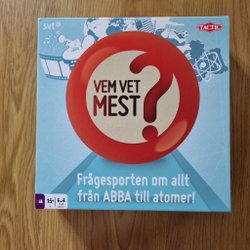 svt
TACTIC
VEM VET
MEST?
Frågesporten om allt
från ABBA till atomer!
15+